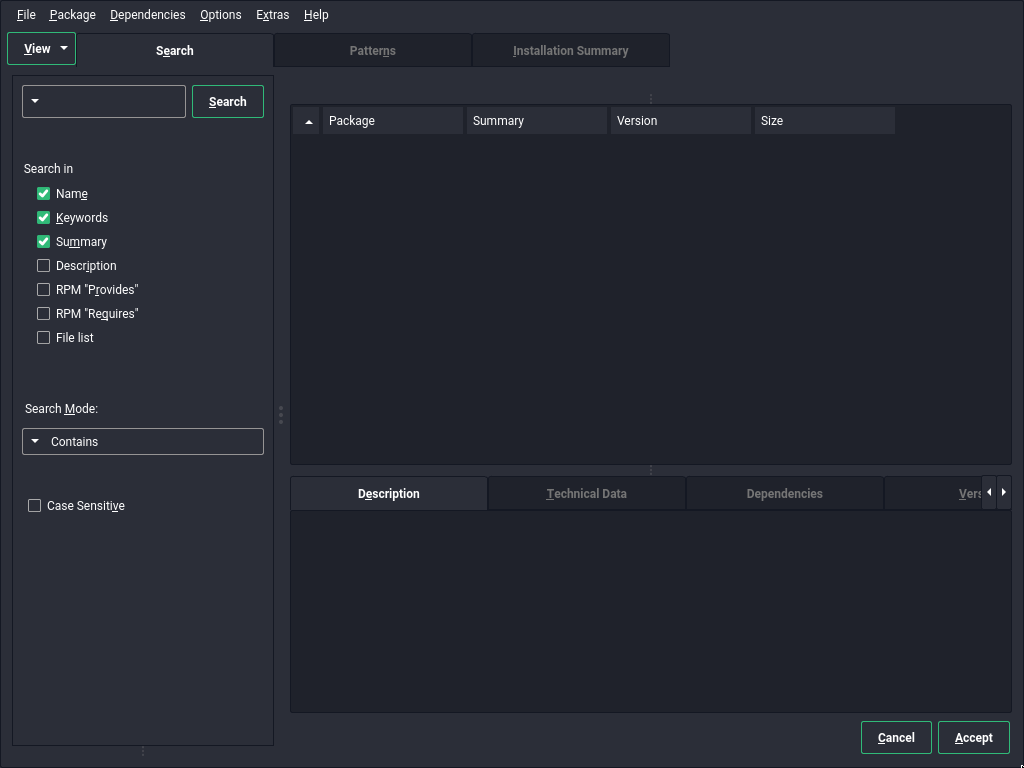 File Package Dependencies Options Extras Help
View Search Patterns Installation Summary
Search
Package Summary Version Size
Search in
Name
Keywords
Summary
Description
RPM "Provides"
RPM "Requires"
File list
Search Mode:
Contains
Case Sensitive
Description Technical Data Dependencies Vers
Cancel Accept